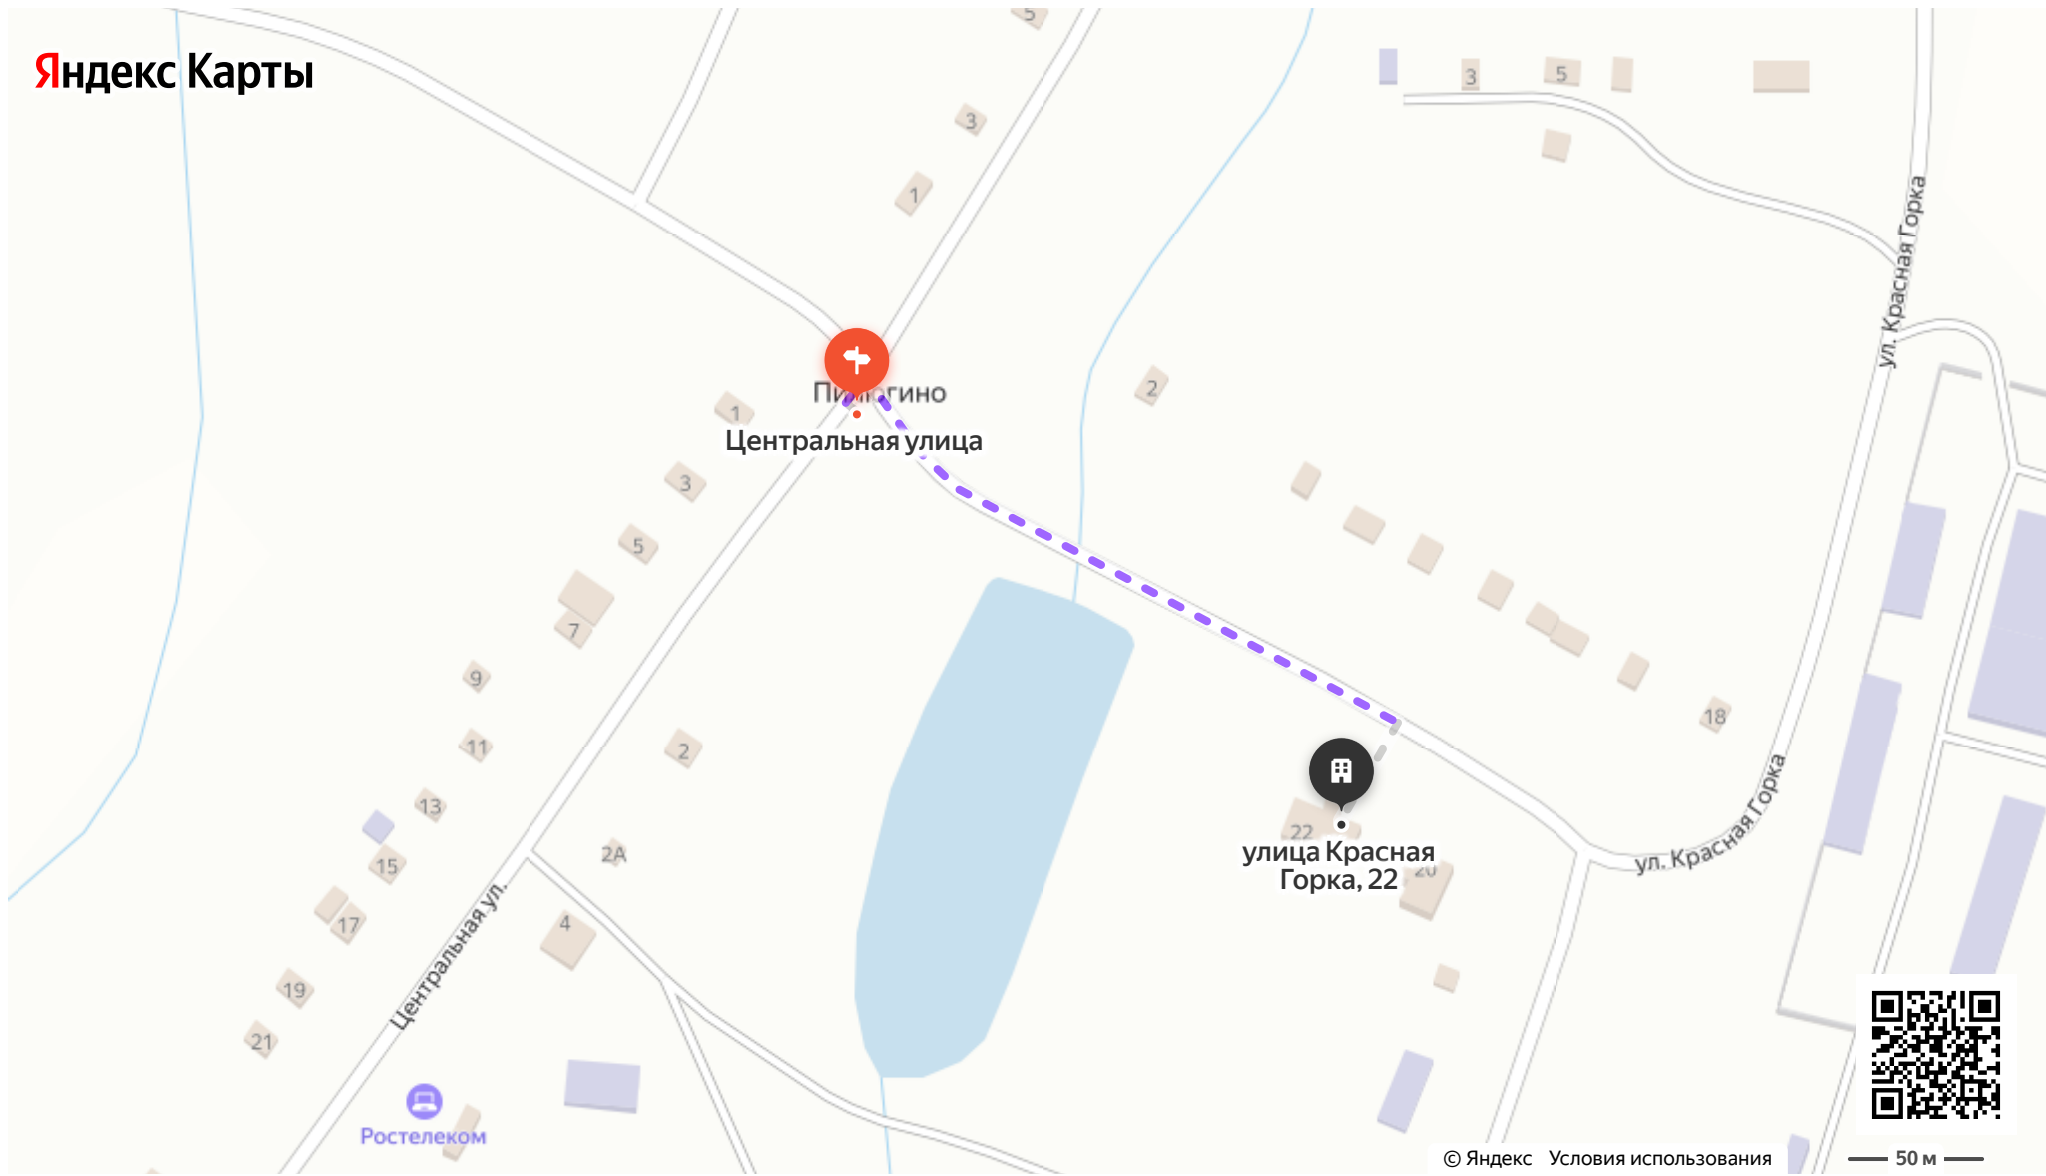 5
Яндекс Карты
3
5
3
1
ул. Красная Горка
2
Центральная улица
1
3
5
7
9
11
13
15
17
19
21
2
2А
4
18
22
улица Красная
Горка, 22
20
ул. Красная Горка
Центральная ул.
Ростелеком
© Яндекс Условия использования
50 м